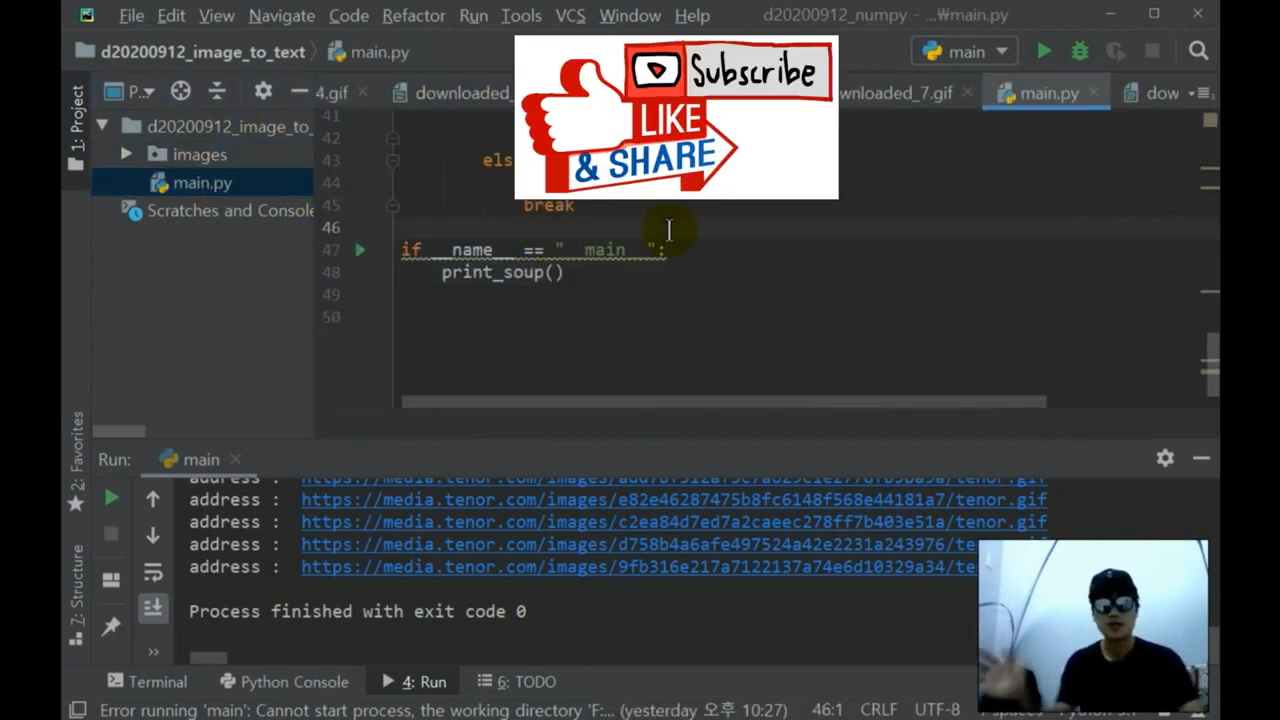 File Edit View Navigate Code Refactor Run Tools VCS Window Help d20200912_numpy - ...₩main.py
d20200912_image_to_text main.py main
Subscribe
LIKE
& SHARE
1: Project
P... 4.gif downloaded_ wnloaded_7.gif main.py dow
d20200912_image_to_
images
main.py
Scratches and Console
41
42
43 els
44
45 break
46
47 if __name__ == "__main__":
48 print_soup()
49
50
2: Favorites
7: Structure
Run: main
address :
address : https://media.tenor.com/images/e82e46287475b8fc6148f568e44181a7/tenor.gif
address : https://media.tenor.com/images/c2ea84d7ed7a2caeec278ff7b403e51a/tenor.gif
address : https://media.tenor.com/images/d758b4a6afe497524a42e2231a243976/ten
address : https://media.tenor.com/images/9fb316e217a7122137a74e6d10329a34/te
Process finished with exit code 0
Terminal Python Console 4: Run 6: TODO
Error running 'main': Cannot start process, the working directory 'F:... (yesterday 오후 10:27) 46:1 CRLF UTF-8